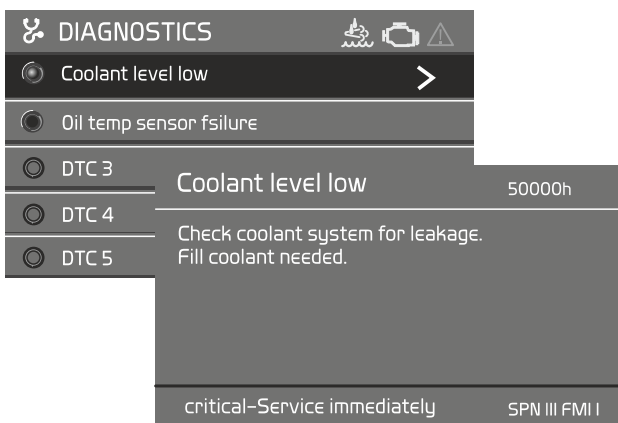 DIAGNOSTICS
Coolant level low
Oil temp sensor fsilure
DTC 3
DTC 4
DTC 5
Coolant level low
50000h
Check coolant system for leakage.
Fill coolant needed.
critical-Service immediately
SPN III FMI I